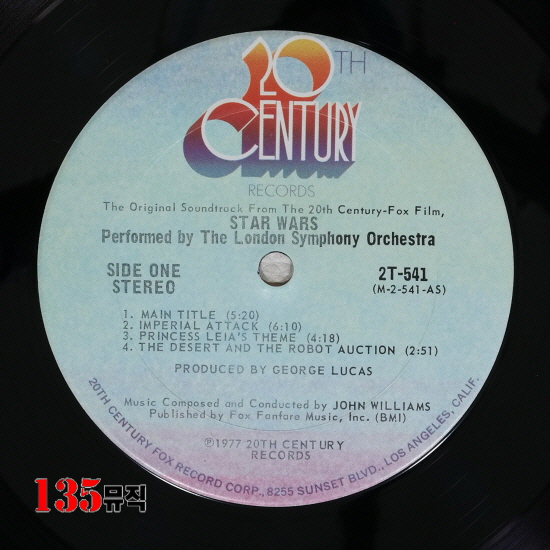 20TH
CENTURY
RECORDS
The Original Soundtrack From The 20th Century-Fox Film,
STAR WARS
Performed by The London Symphony Orchestra
SIDE ONE
STEREO
2T-541
(M-2-541-AS)
1. MAIN TITLE (5:20)
2. IMPERIAL ATTACK (6:10)
3. PRINCESS LEIA'S THEME (4:18)
4. THE DESERT AND THE ROBOT AUCTION (2:51)
PRODUCED BY GEORGE LUCAS
Music Composed and Conducted by JOHN WILLIAMS
Published by Fox Fanfare Music, Inc. (BMI)
℗1977 20TH CENTURY
RECORDS
20TH CENTURY FOX RECORD CORP., 8255 SUNSET BLVD., LOS ANGELES, CALIF.
135뮤직